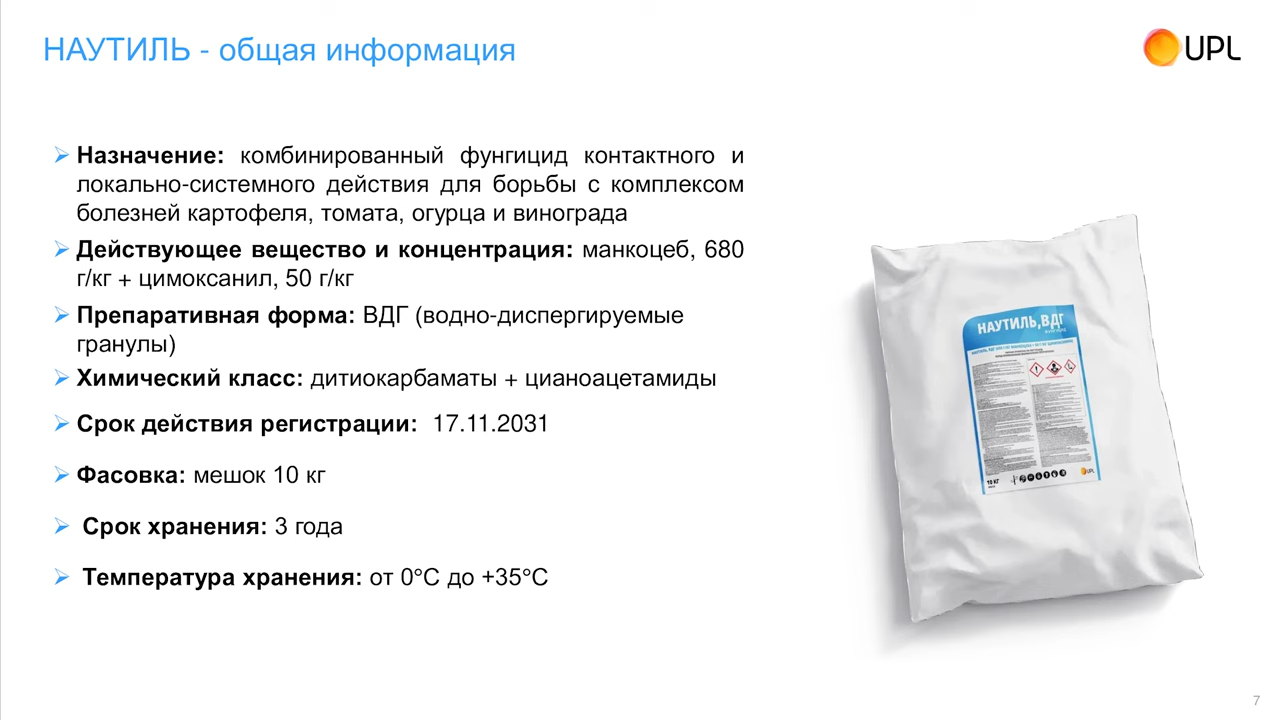 НАУТИЛЬ - общая информация
UPL
Назначение: комбинированный фунгицид контактного и
локально-системного действия для борьбы с комплексом
болезней картофеля, томата, огурца и винограда
Действующее вещество и концентрация: манкоцеб, 680
г/кг + цимоксанил, 50 г/кг
Препаративная форма: ВДГ (водно-диспергируемые
гранулы)
Химический класс: дитиокарбаматы + цианоацетамиды
Срок действия регистрации: 17.11.2031
Фасовка: мешок 10 кг
Срок хранения: 3 года
Температура хранения: от 0°С до +35°С
НАУТИЛЬ, ВДГ
10 КГ
UPL
7